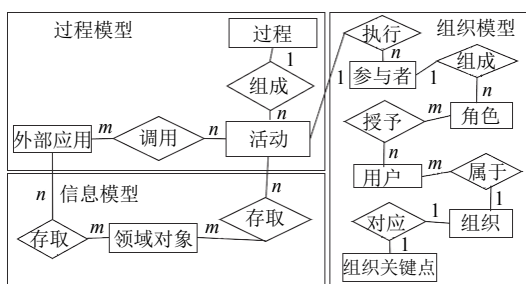 过程模型
过程
1
组成
n
外部应用
m
调用
n
活动
n
n
信息模型
存取
m
领域对象
m
存取
组织模型
执行
n
1
参与者
1
组成
n
授予
m
角色
n
用户
m
属于
1
对应
1
组织
1
组织关键点